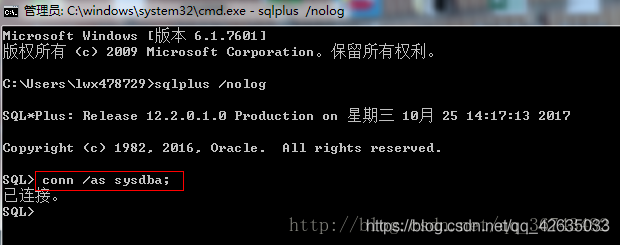 管理员: C:\windows\system32\cmd.exe - sqlplus /nolog
Microsoft Windows [版本 6.1.7601]
版权所有 (c) 2009 Microsoft Corporation。保留所有权利。
C:\Users\lwx478729>sqlplus /nolog
SQL*Plus: Release 12.2.0.1.0 Production on 星期三 10月 25 14:17:13 2017
Copyright (c) 1982, 2016, Oracle.  All rights reserved.
SQL> conn /as sysdba;
已连接。
SQL>
https://blog.csdn.net/qq_42635033